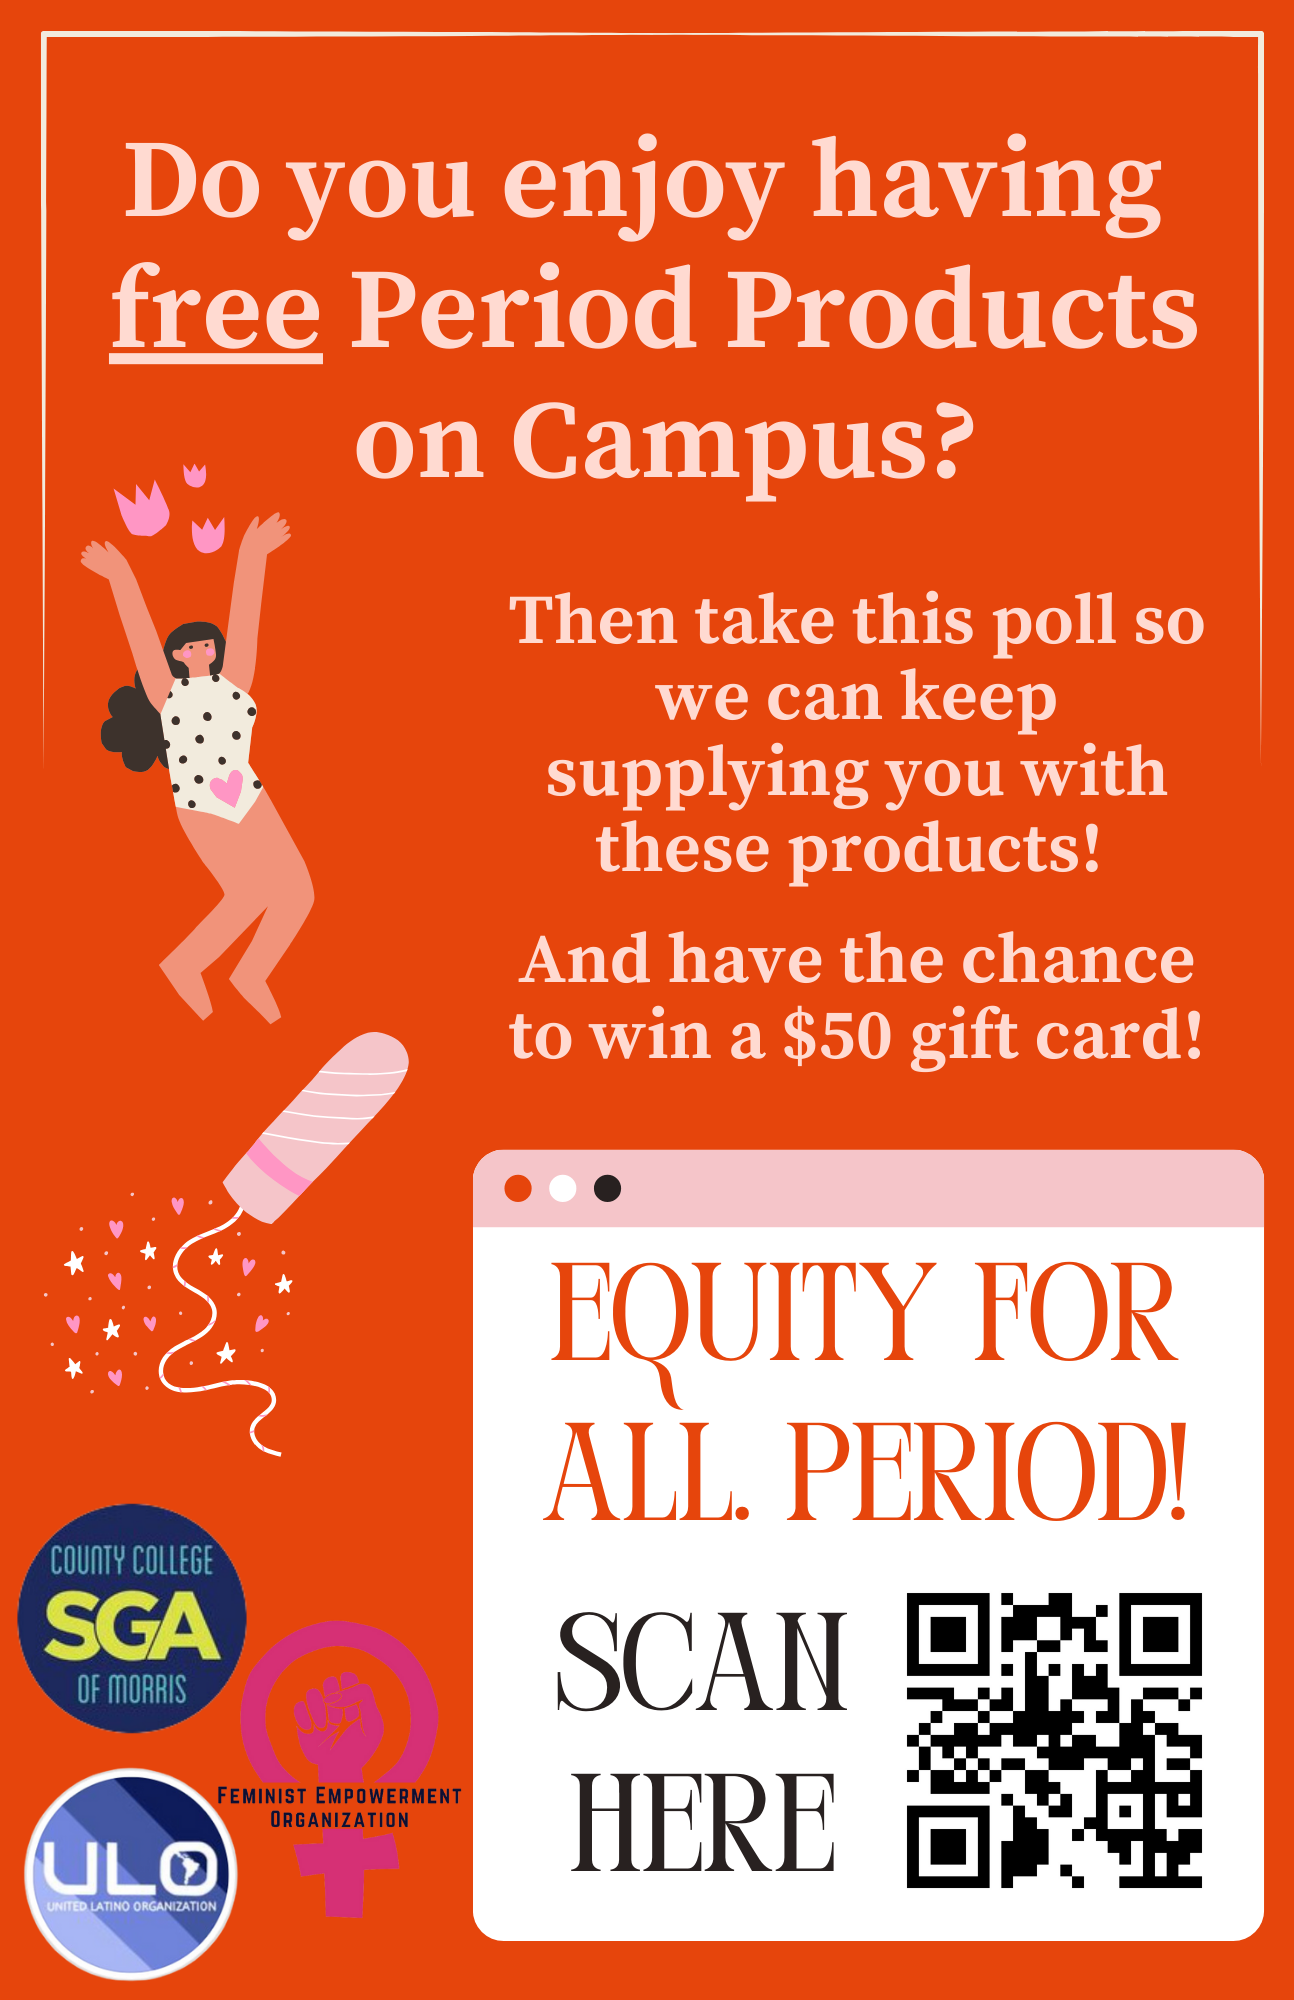 Do you enjoy having
free Period Products
on Campus?
Then take this poll so
we can keep
supplying you with
these products!
And have the chance
to win a $50 gift card!
EQUITY FOR
ALL. PERIOD!
SCAN
HERE
COUNTY COLLEGE
SGA
OF MORRIS
FEMINIST EMPOWERMENT
ORGANIZATION
ULO
UNITED LATINO ORGANIZATION